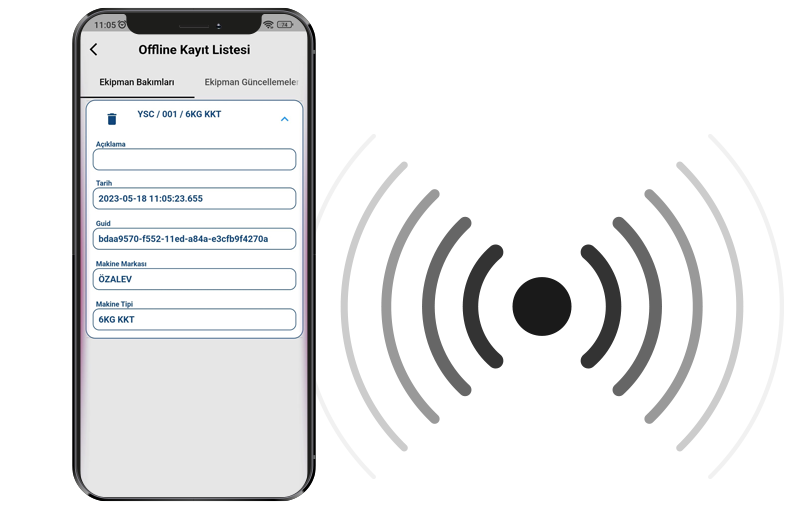 11:05
74
Offline Kayıt Listesi
Ekipman Bakımları
Ekipman Güncellemeler
YSC / 001 / 6KG KKT
Açıklama
Tarih
2023-05-18 11:05:23.655
Guid
bdaa9570-f552-11ed-a84a-e3cfb9f4270a
Makine Markası
ÖZALEV
Makine Tipi
6KG KKT